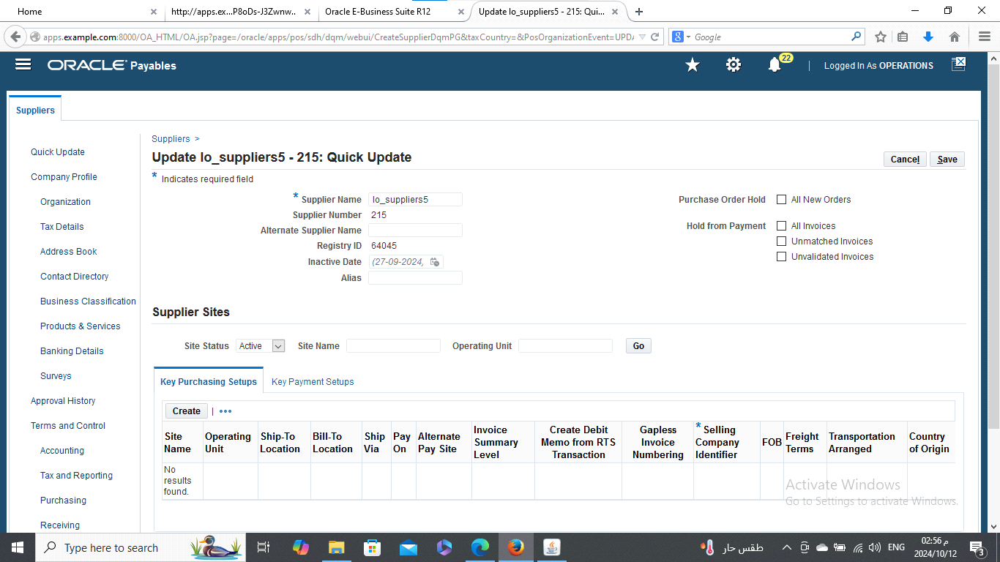 Home
http://apps.ex...P8oDs-J3Zwnw..
Oracle E-Business Suite R12
Update lo_suppliers5 - 215: Qui...
apps.example.com:8000/OA_HTML/OA.jsp?page=/oracle/apps/pos/sdh/dqm/webui/CreateSupplierDqmPG&taxCountry=&PosOrganizationEvent=UPD
Google
ORACLE Payables
22
Logged In As OPERATIONS
Suppliers
Quick Update
Company Profile
Organization
Tax Details
Address Book
Contact Directory
Business Classification
Products & Services
Banking Details
Surveys
Approval History
Terms and Control
Accounting
Tax and Reporting
Purchasing
Receiving
Suppliers >
Update lo_suppliers5 - 215: Quick Update
Cancel Save
* Indicates required field
* Supplier Name lo_suppliers5
Supplier Number 215
Alternate Supplier Name
Registry ID 64045
Inactive Date (27-09-2024,
Alias
Purchase Order Hold All New Orders
Hold from Payment All Invoices
Unmatched Invoices
Unvalidated Invoices
Supplier Sites
Site Status Active Site Name Operating Unit Go
Key Purchasing Setups Key Payment Setups
Create | •••
Site Name
Operating Unit
Ship-To Location
Bill-To Location
Ship Via
Pay On
Alternate Pay Site
Invoice Summary Level
Create Debit Memo from RTS Transaction
Gapless Invoice Numbering
* Selling Company Identifier
FOB
Freight Terms
Transportation Arranged
Country of Origin
No results found.
Activate Windows
Go to Settings to activate Windows.
Type here to search
طقس حار
ENG
02:56 م
2024/10/12
3